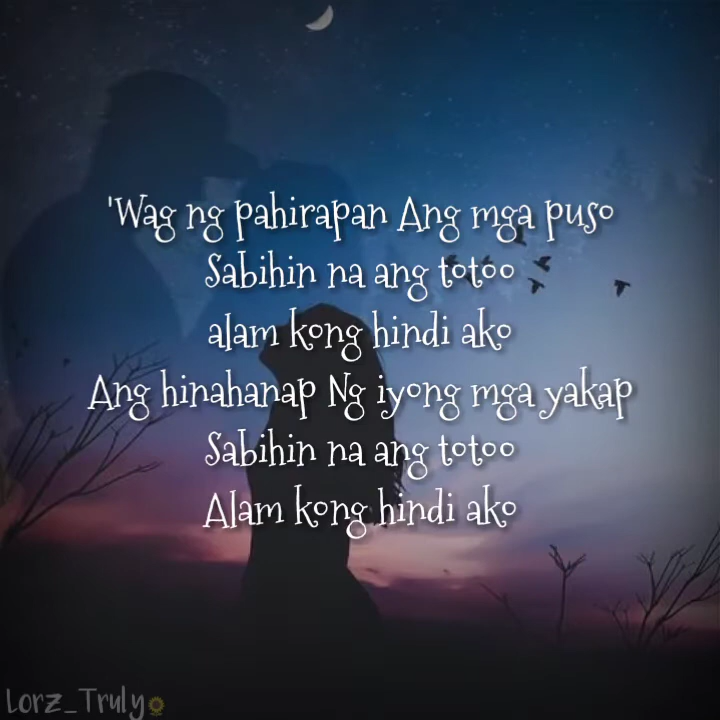 'Wag ng pahirapan Ang mga puso
Sabihin na ang totoo
alam kong hindi ako
Ang hinahanap Ng iyong mga yakap
Sabihin na ang totoo
Alam kong hindi ako
Lorz_Truly